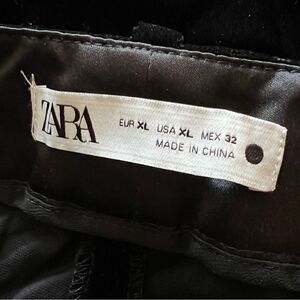 ZARA
EUR XL USA XL MEX 32
MADE IN CHINA